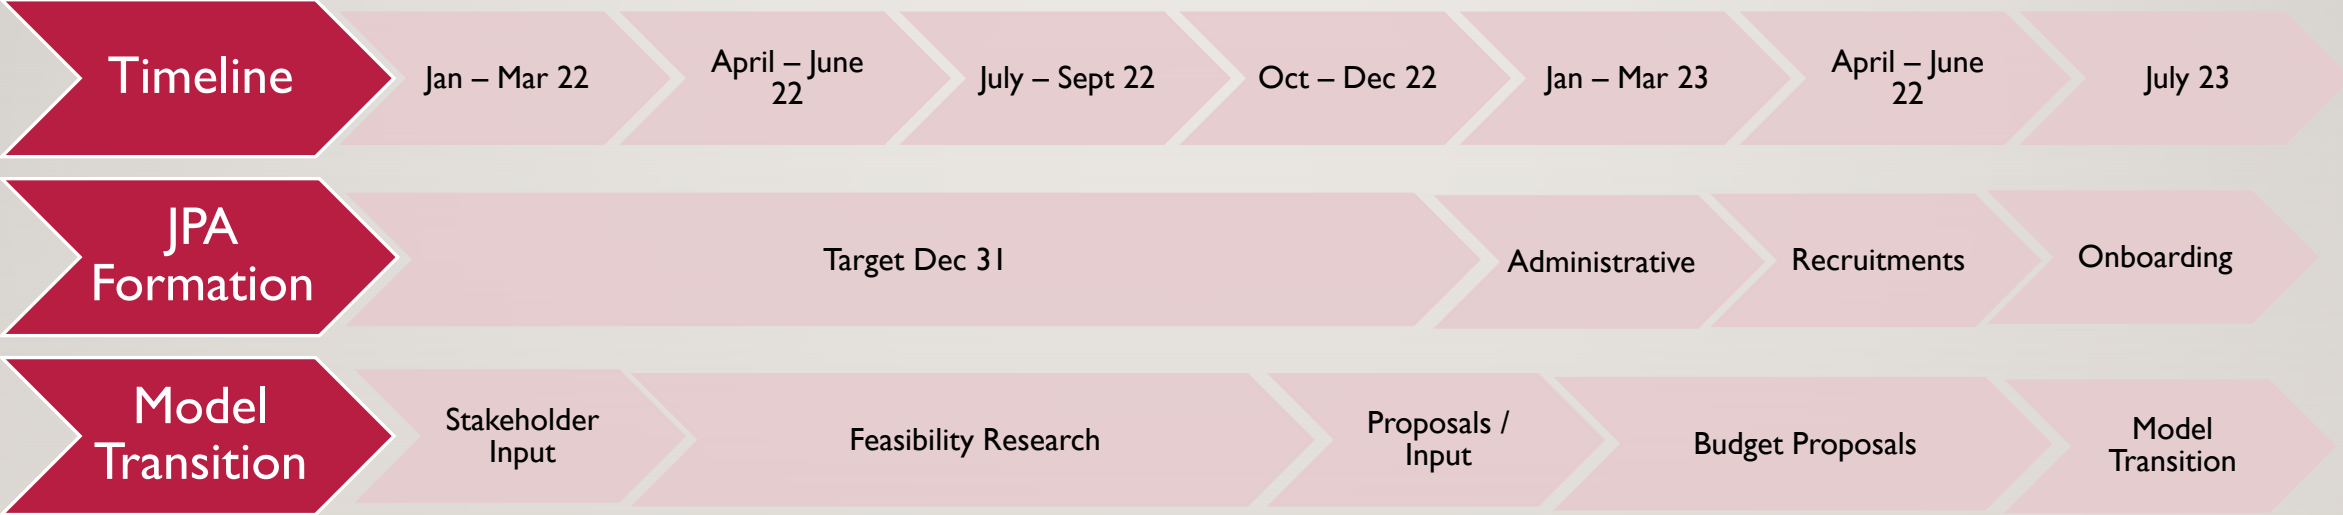 Timeline
Jan – Mar 22
April – June
22
July – Sept 22
Oct – Dec 22
Jan – Mar 23
April – June
22
July 23
JPA
Formation
Target Dec 31
Administrative
Recruitments
Onboarding
Model
Transition
Stakeholder
Input
Feasibility Research
Proposals /
Input
Budget Proposals
Model
Transition